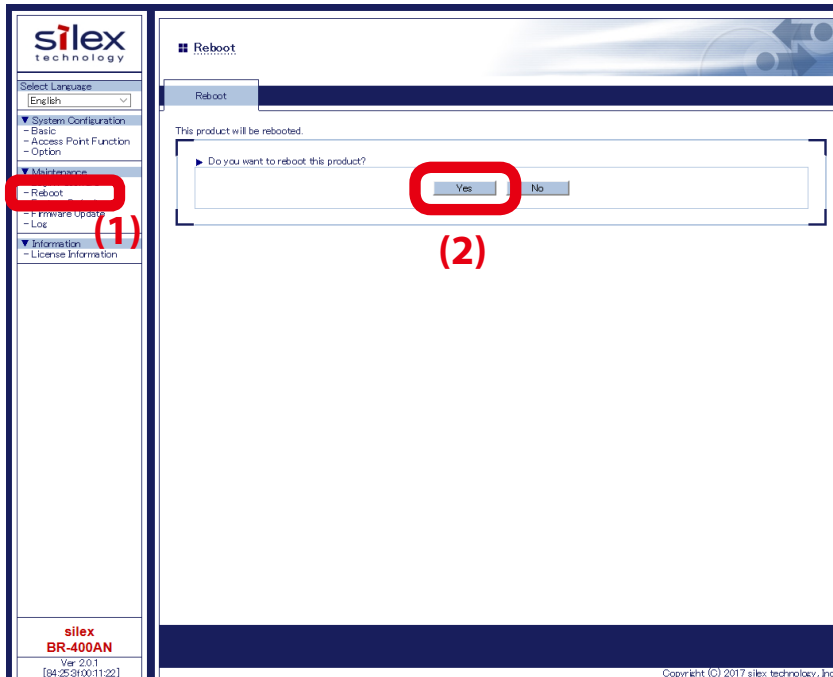 silex
technology
Select Language
English
▼ System Configuration
- Basic
- Access Point Function
- Option
▼ Maintenance
- Reboot
- Firmware Update
- Log
▼ Information
- License Information
(1)
silex
BR-400AN
Ver 2.0.1
[84:25:3f:00:11:22]
Reboot
Reboot
This product will be rebooted.
▶ Do you want to reboot this product?
Yes No
(2)
Copyright (C) 2017 silex technology, Inc